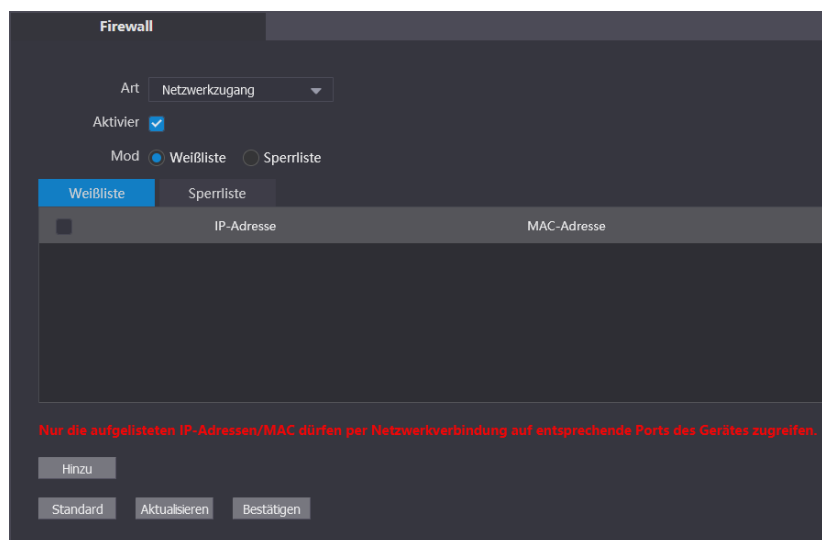 Firewall
Art Netzwerkzugang
Aktivier
Mod Weißliste Sperrliste
Weißliste Sperrliste
IP-Adresse MAC-Adresse
Nur die aufgelisteten IP-Adressen/MAC dürfen per Netzwerkverbindung auf entsprechende Ports des Gerätes zugreifen.
Hinzu
Standard Aktualisieren Bestätigen